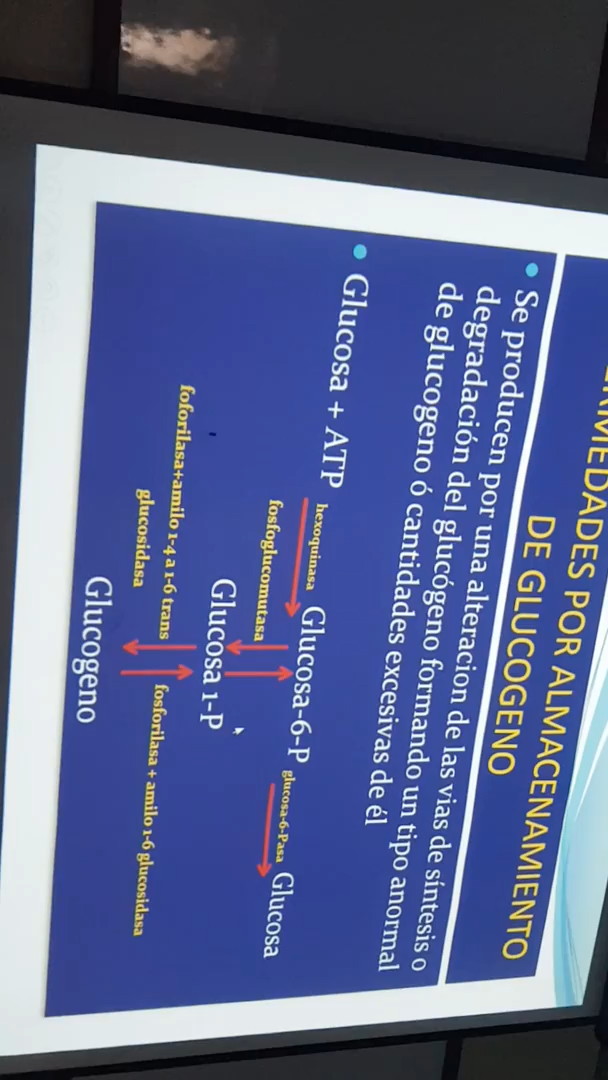 ENFERMEDADES POR ALMACENAMIENTO
DE GLUCOGENO
Se producen por una alteracion de las vias de síntesis o
degradación del glucógeno formando un tipo anormal
de glucogeno ó cantidades excesivas de él
Glucosa + ATP hexoquinasa Glucosa-6-P glucosa-6-Pasa Glucosa
fosfoglucomutasa
Glucosa 1-P
foforilasa+amilo 1-4 a 1-6 trans
glucosidasa
fosforilasa + amilo 1-6 glucosidasa
Glucogeno